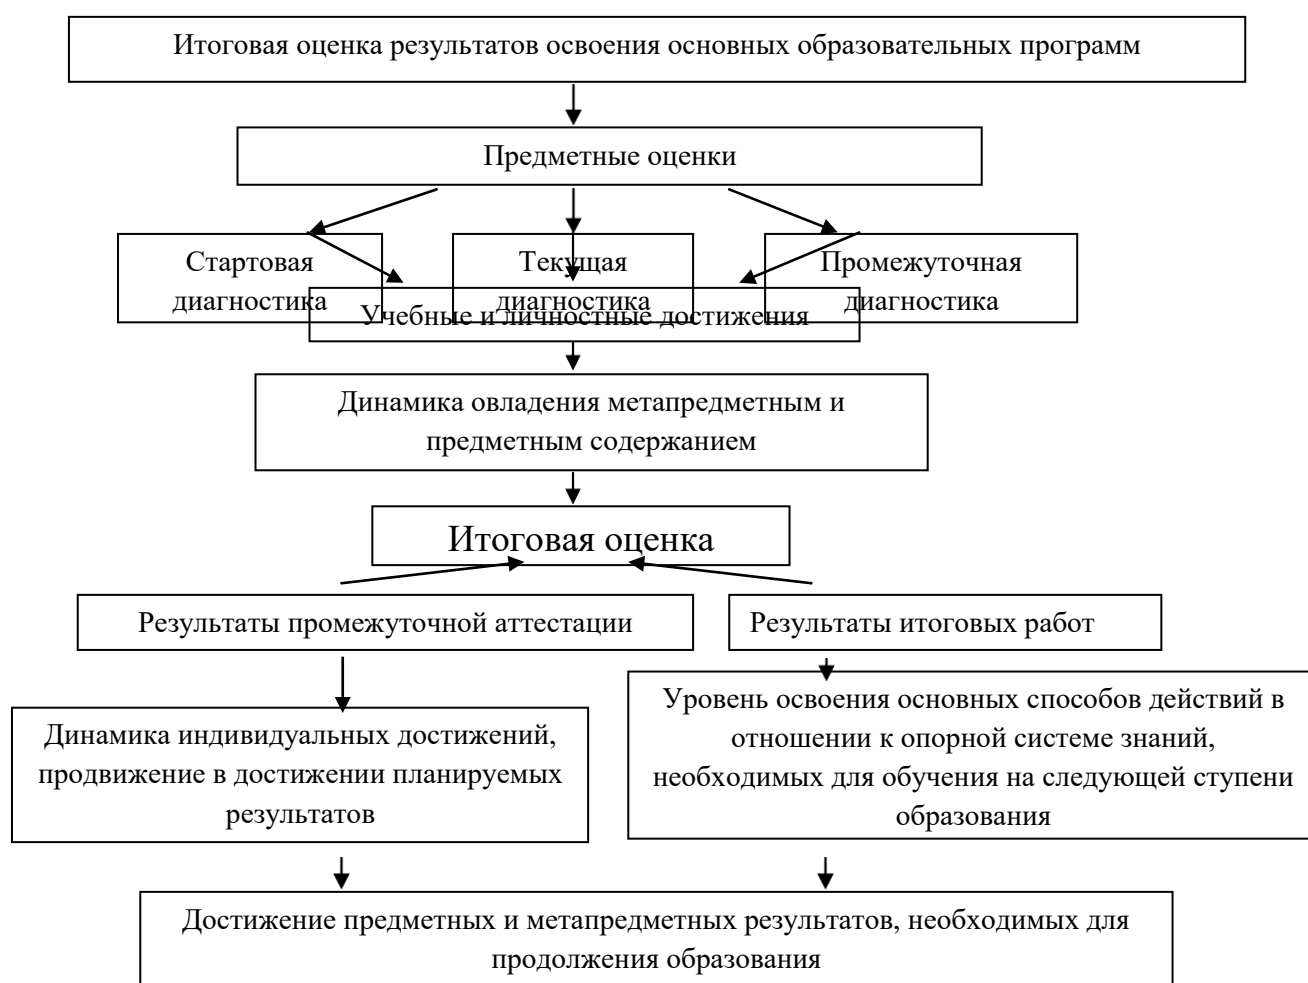 Итоговая оценка результатов освоения основных образовательных программ
Предметные оценки
Стартовая
диагностика
Текущая
диагностика
Промежуточная
диагностика
Учебные и личностные достижения
Динамика овладения метапредметным и
предметным содержанием
Итоговая оценка
Результаты промежуточной аттестации
Результаты итоговых работ
Динамика индивидуальных достижений,
продвижение в достижении планируемых
результатов
Уровень освоения основных способов действий в
отношении к опорной системе знаний,
необходимых для обучения на следующей ступени
образования
Достижение предметных и метапредметных результатов, необходимых для
продолжения образования